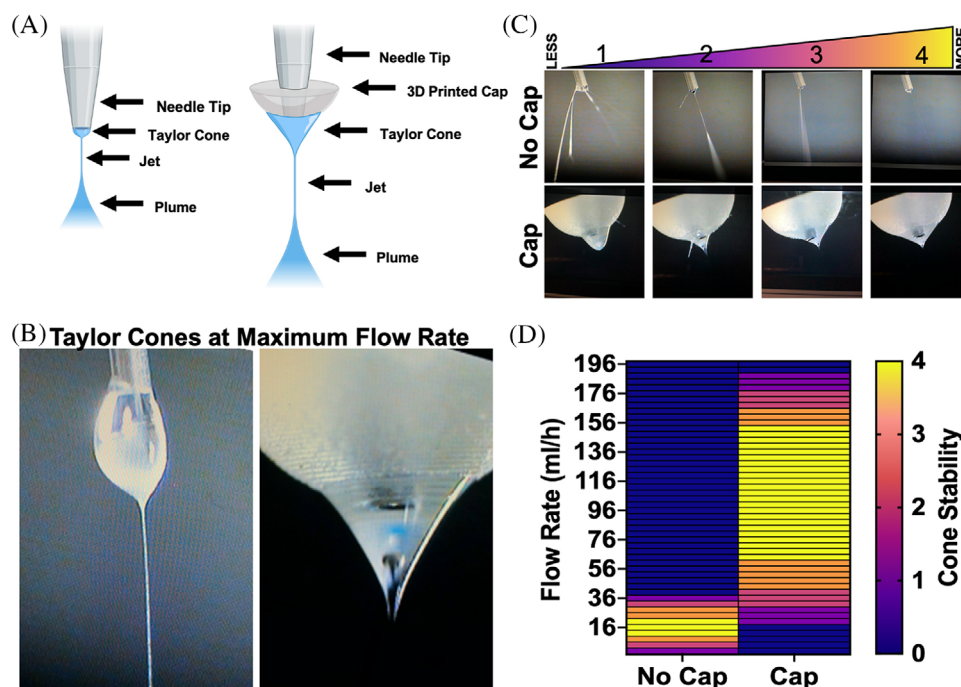 (A)
Needle Tip
Taylor Cone
Jet
Plume
Needle Tip
3D Printed Cap
Taylor Cone
Jet
Plume
(B) Taylor Cones at Maximum Flow Rate
(C)
LESS
1 2 3 4
MORE
No Cap
Cap
(D)
Flow Rate (ml/h)
196
176
156
136
116
96
76
56
36
16
No Cap Cap
4
3
2
1
0
Cone Stability